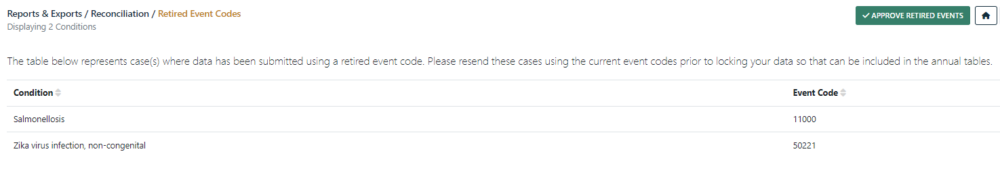 Reports & Exports / Reconciliation / Retired Event Codes
Displaying 2 Conditions
APPROVE RETIRED EVENTS
The table below represents case(s) where data has been submitted using a retired event code. Please resend these cases using the current event codes prior to locking your data so that can be included in the annual tables.
Condition Event Code
Salmonellosis 11000
Zika virus infection, non-congenital 50221